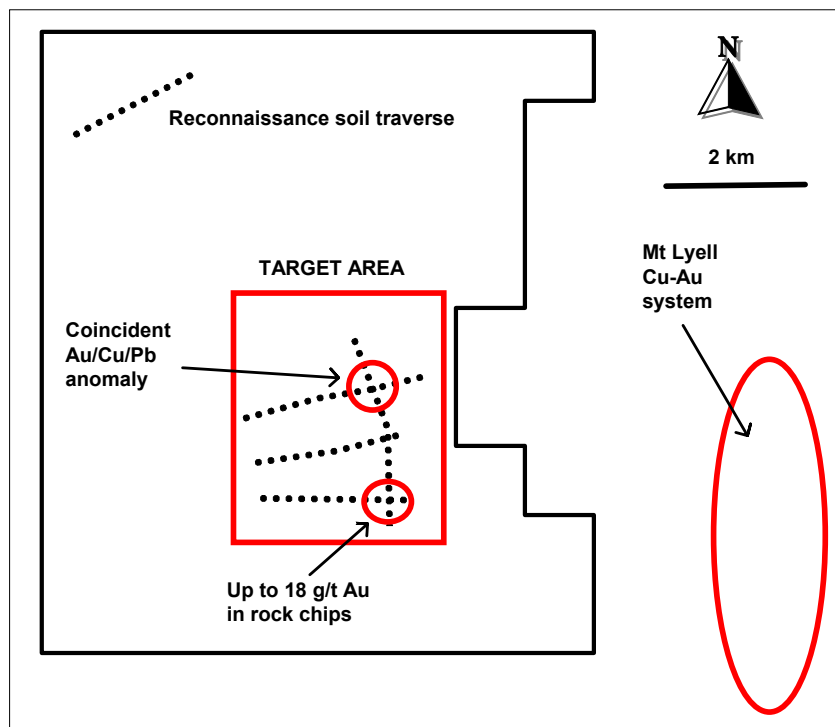 N
Reconnaissance soil traverse
2 km
Mt Lyell
Cu-Au
system
TARGET AREA
Coincident
Au/Cu/Pb
anomaly
Up to 18 g/t Au
in rock chips